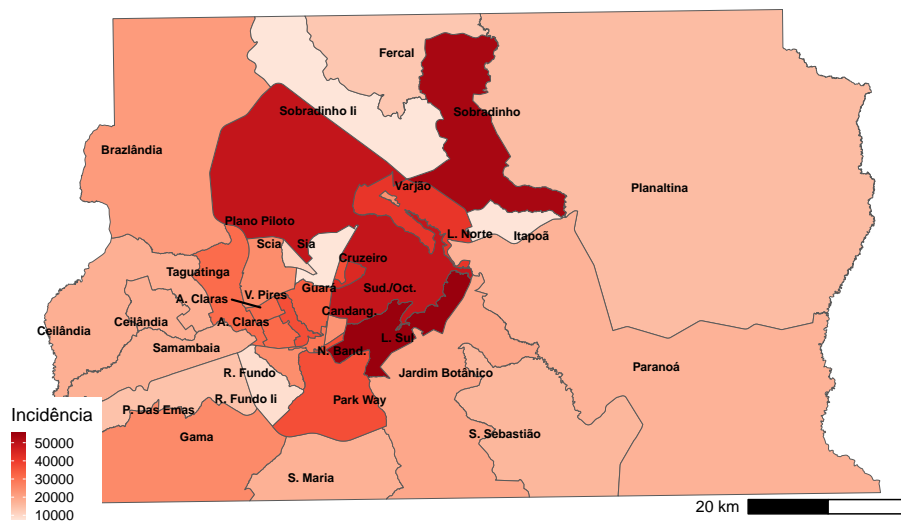 Fercal
Sobradinho Ii
Sobradinho
Brazlândia
Varjão
Planaltina
Plano Piloto
L. Norte
Itapoã
Scia
Sia
Cruzeiro
Taguatinga
Guará
Sud./Oct.
A. Claras
V. Pires
Candang.
Ceilândia
Ceilândia
A. Claras
L. Sul
Samambaia
N. Band.
R. Fundo
Jardim Botânico
Paranoá
R. Fundo Ii
Park Way
P. Das Emas
Gama
S. Sebastião
S. Maria
Incidência
50000
40000
30000
20000
10000
20 km